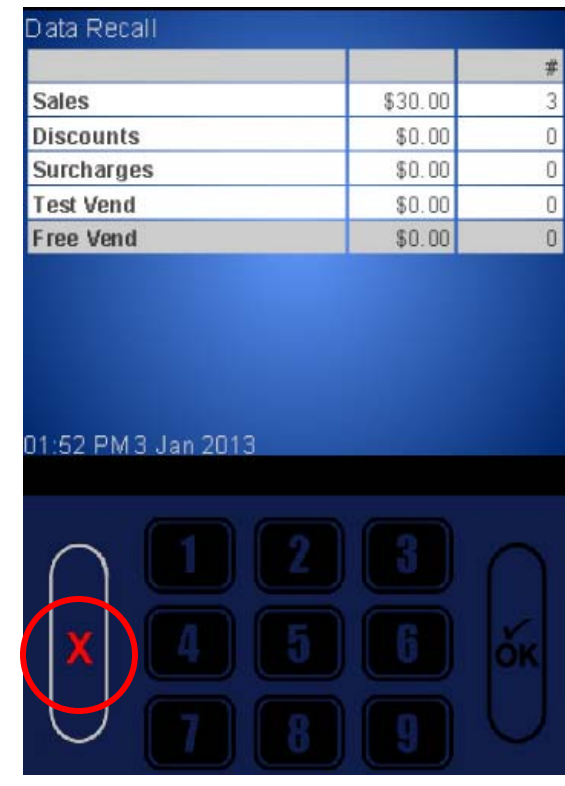 Data Recall
#
Sales $30.00 3
Discounts $0.00 0
Surcharges $0.00 0
Test Vend $0.00 0
Free Vend $0.00 0
01:52 PM 3 Jan 2013
1 2 3
X 4 5 6 OK
7 8 9